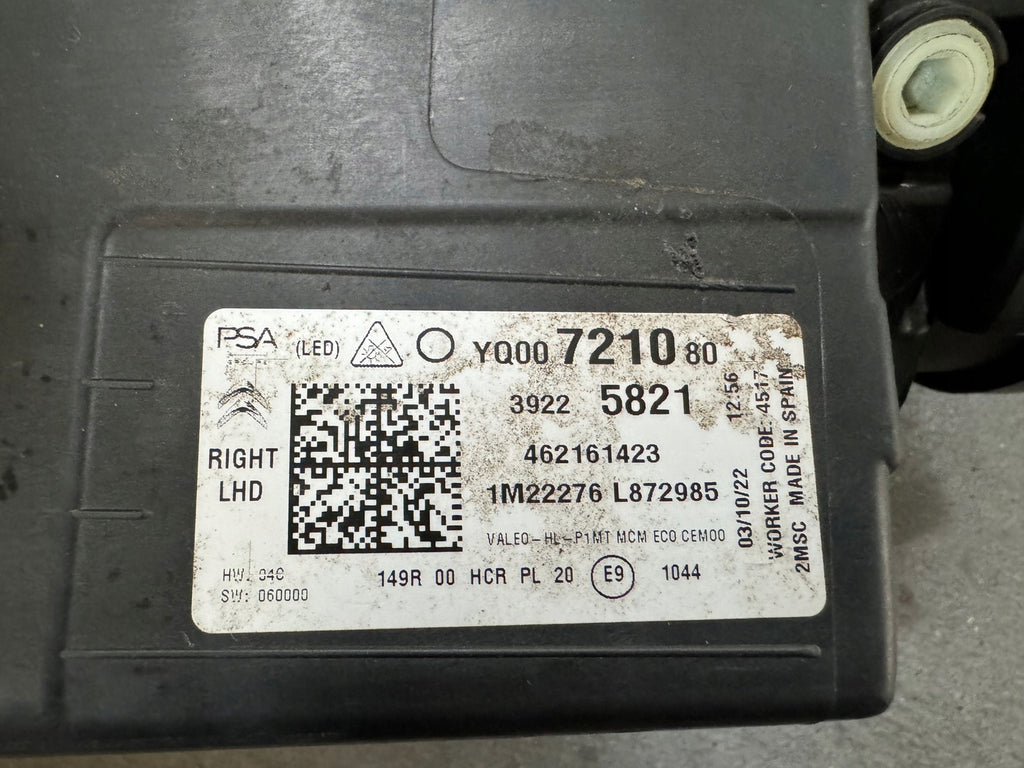 PSA (LED) YQ00 7210 80
3922 5821
RIGHT
LHD
462161423
1M22276 L872985
VALEO-HL-P1MT MCM ECO CEM00
HW: 040
SW: 060000
149R 00 HCR PL 20 E9 1044
03/10/22 12:56
WORKER CODE: 4517
2MSC MADE IN SPAIN